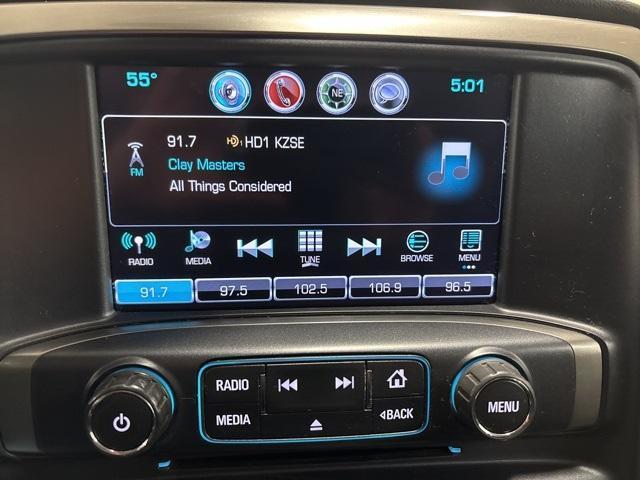 55°
NE
5:01
91.7 HD1 KZSE
FM
Clay Masters
All Things Considered
RADIO MEDIA TUNE BROWSE MENU
91.7 97.5 102.5 106.9 96.5
RADIO
MEDIA
BACK
MENU